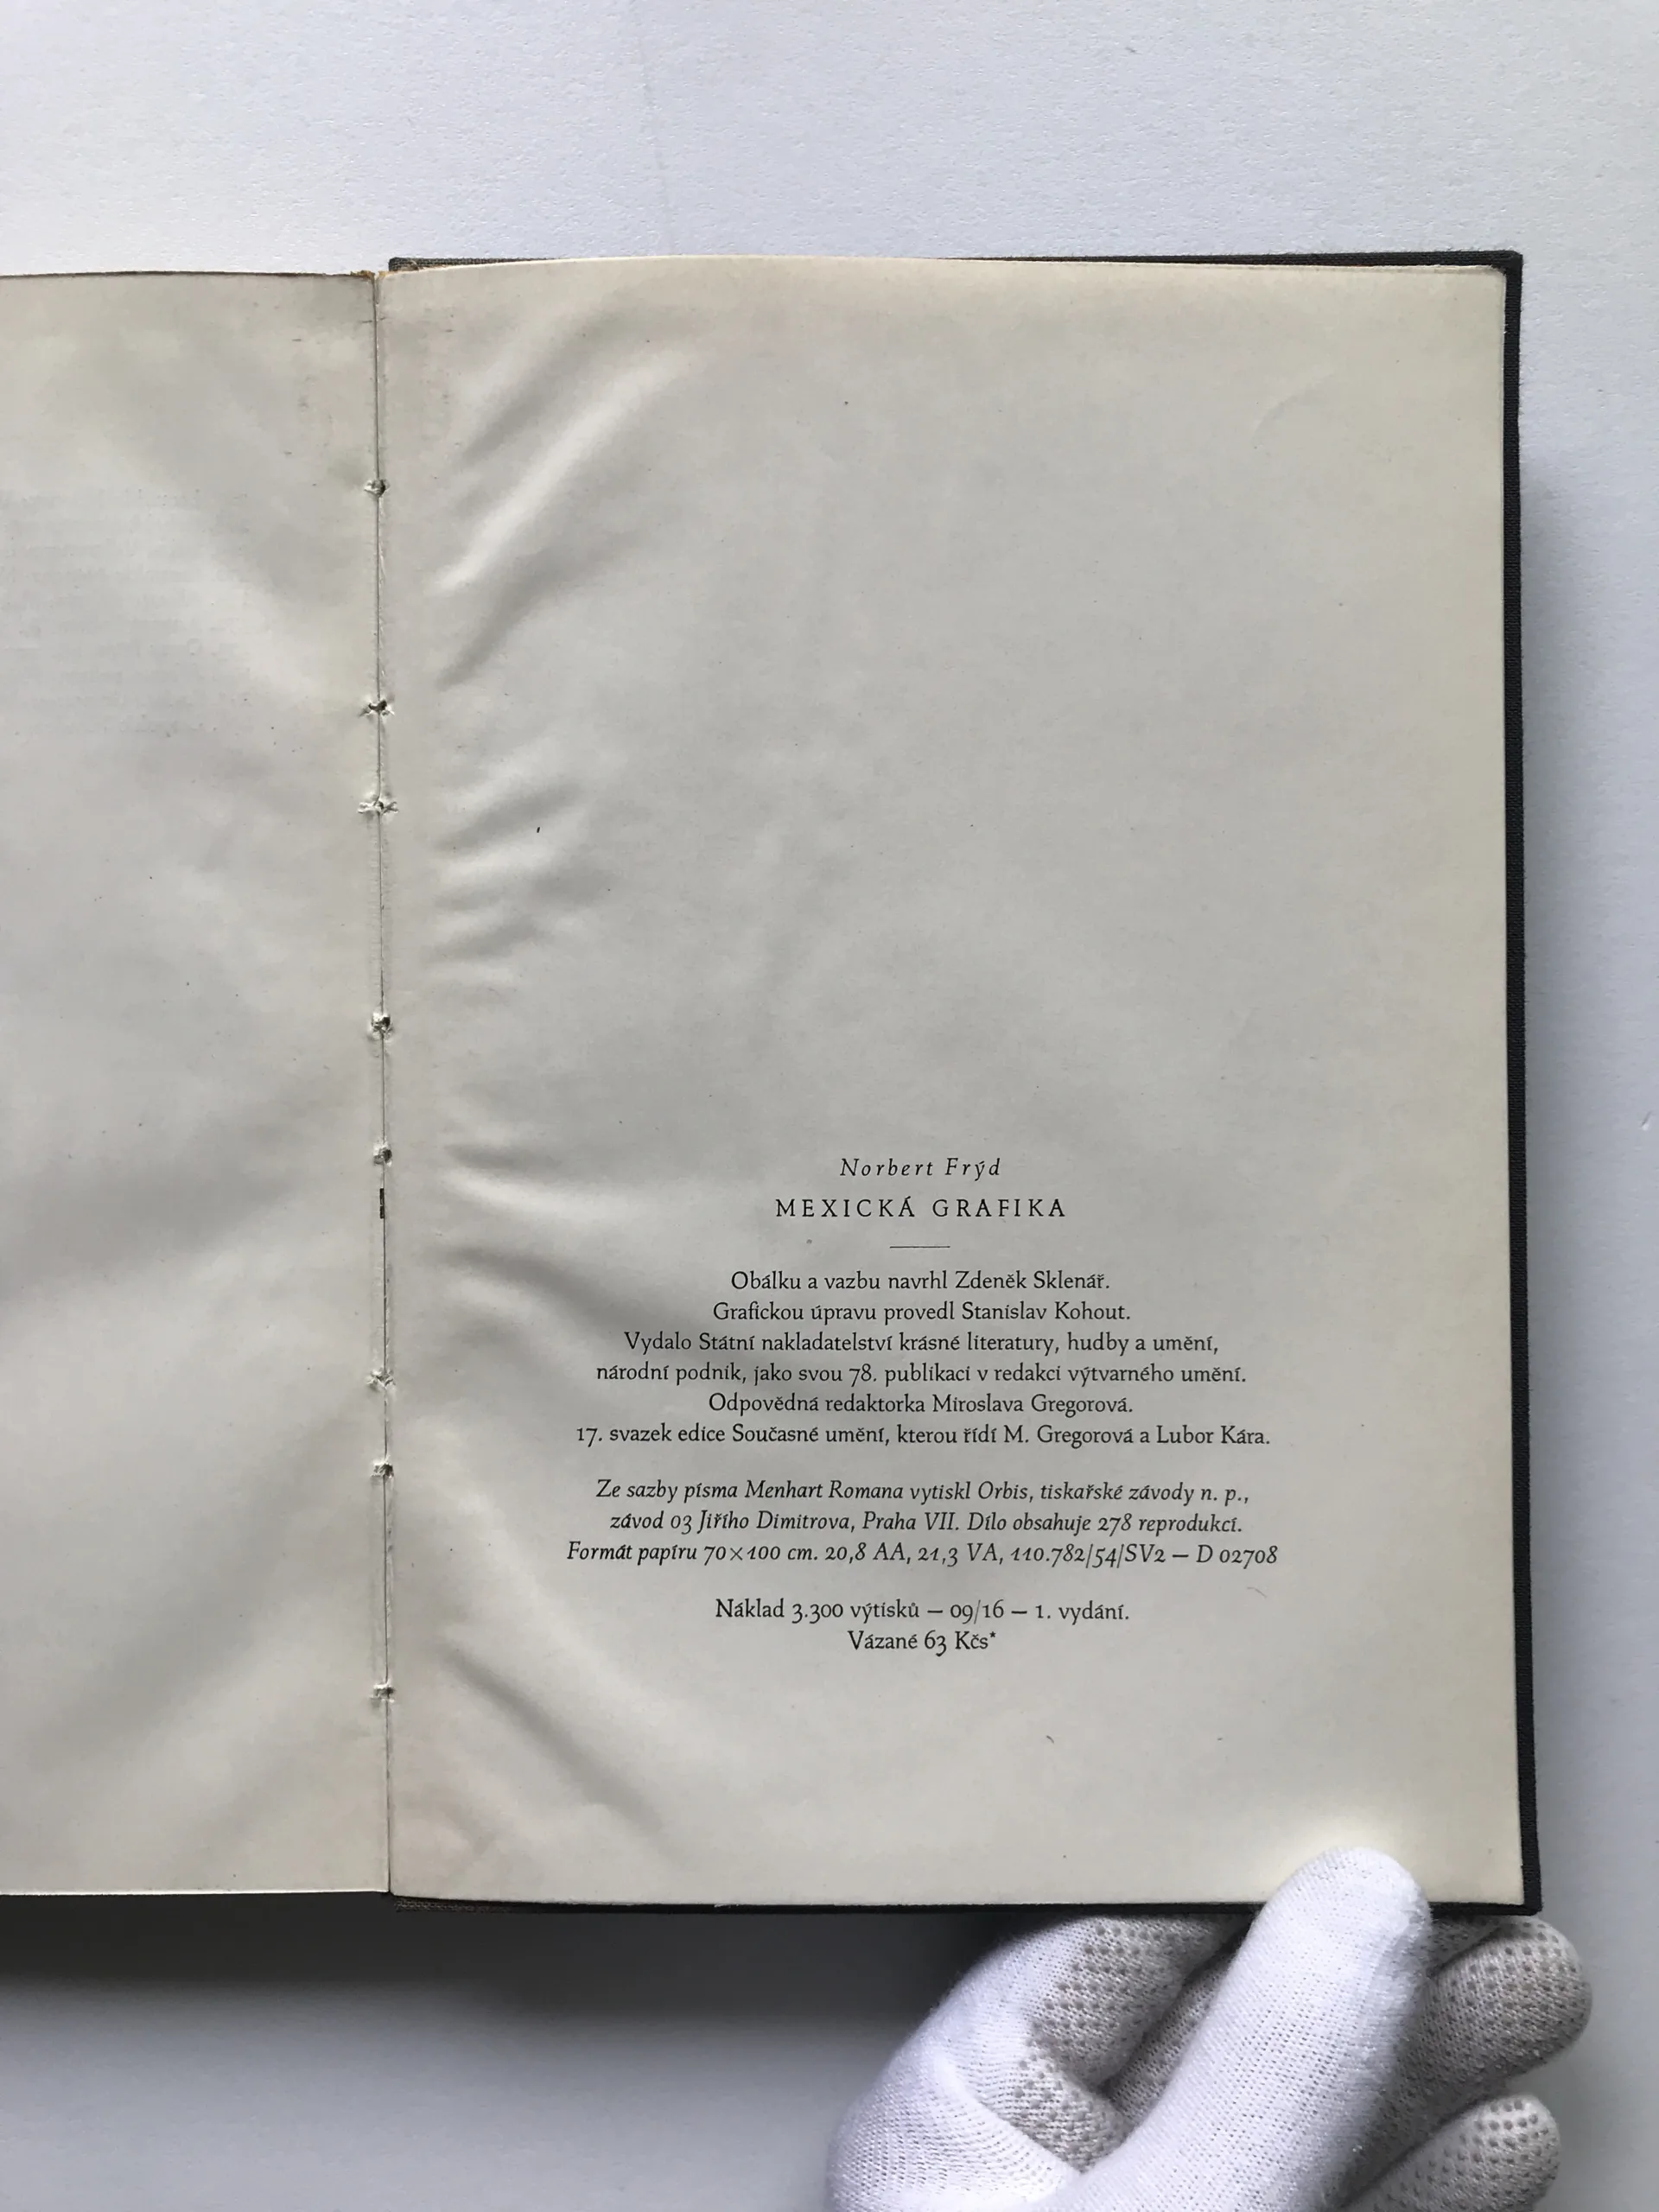 Norbert Frýd
MEXICKÁ GRAFIKA
Obálku a vazbu navrhl Zdeněk Sklenář.
Grafickou úpravu provedl Stanislav Kohout.
Vydalo Státní nakladatelství krásné literatury, hudby a umění,
národní podnik, jako svou 78. publikaci v redakci výtvarného umění.
Odpovědná redaktorka Miroslava Gregorová.
17. svazek edice Současné umění, kterou řídí M. Gregorová a Lubor Kára.
Ze sazby písma Menhart Romana vytiskl Orbis, tiskařské závody n. p.,
závod 03 Jiřího Dimitrova, Praha VII. Dílo obsahuje 278 reprodukcí.
Formát papíru 70×100 cm. 20,8 AA, 21,3 VA, 110.782/54/SV2 — D 02708
Náklad 3.300 výtisků — 09/16 — 1. vydání.
Vázané 63 Kčs*